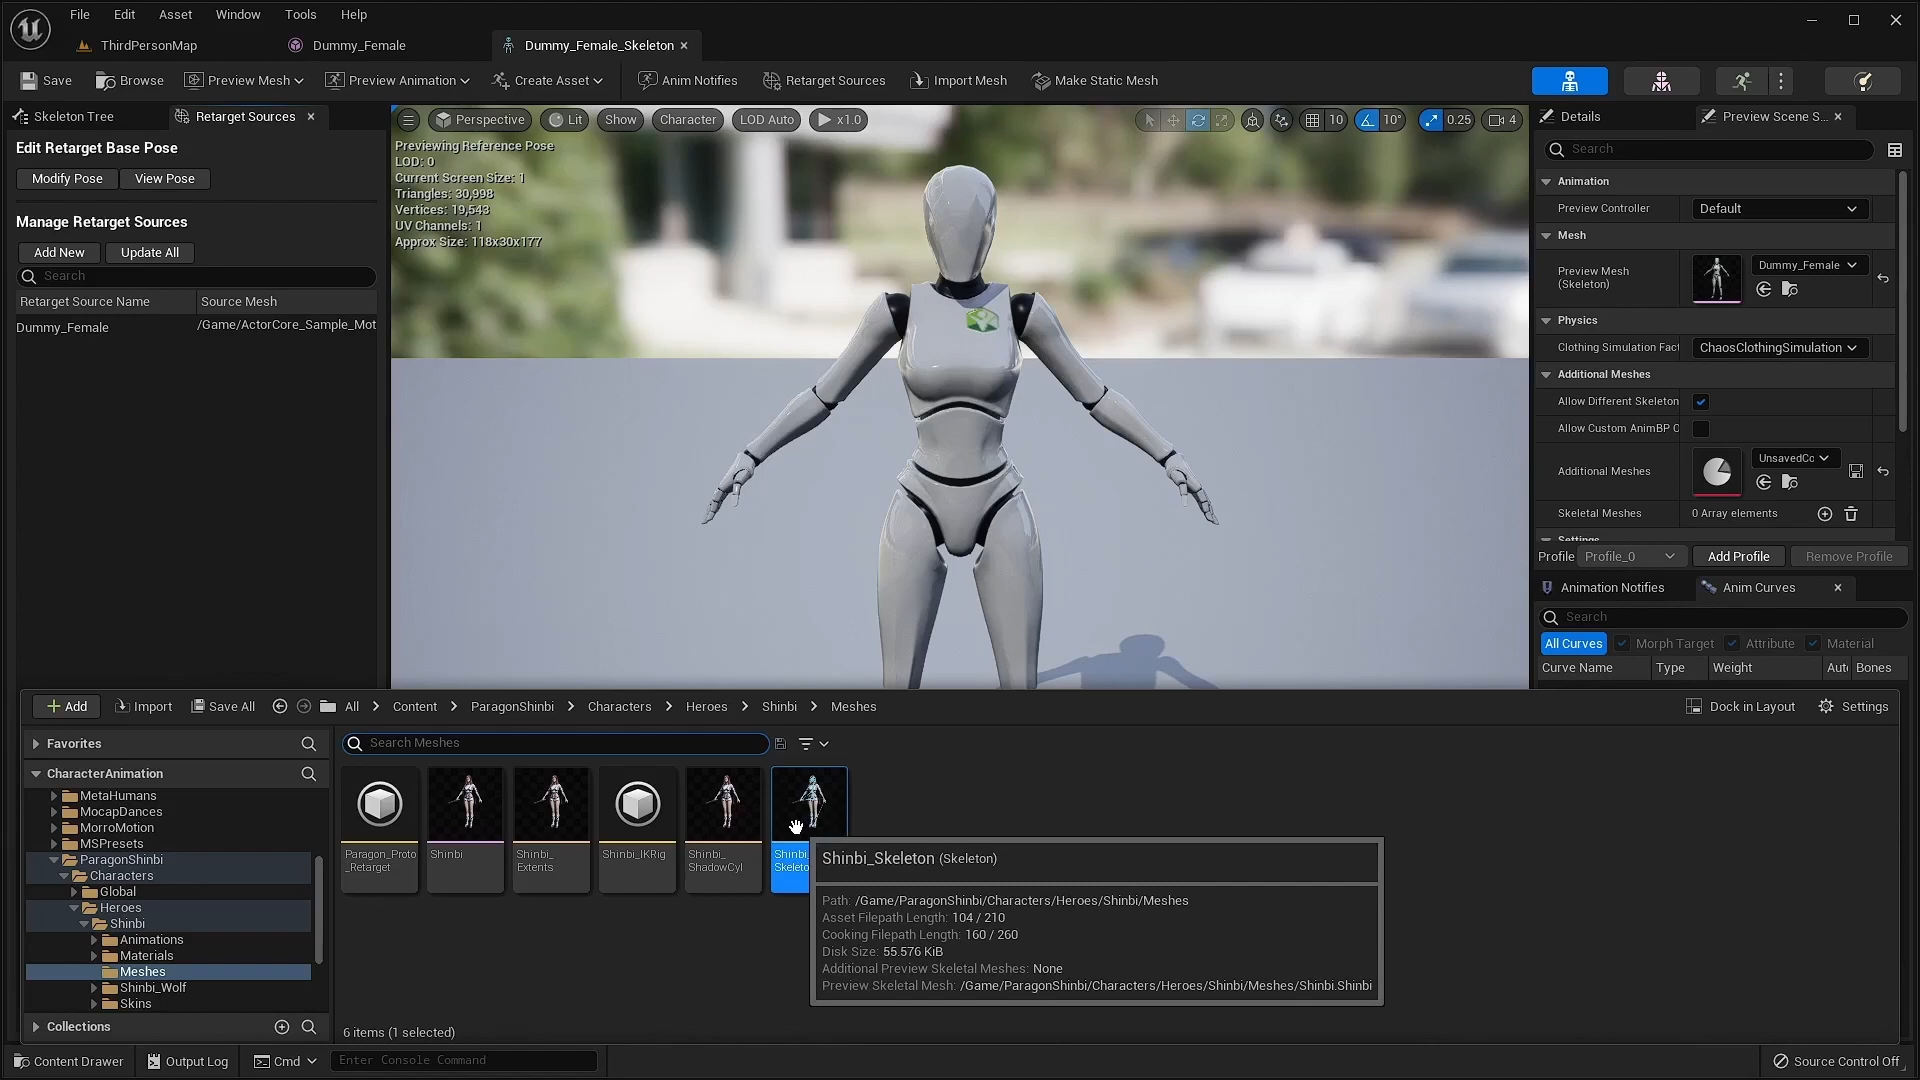 File Edit Asset Window Tools Help
ThirdPersonMap Dummy_Female Dummy_Female_Skeleton
Save Browse Preview Mesh Preview Animation Create Asset Anim Notifies Retarget Sources Import Mesh Make Static Mesh
Skeleton Tree Retarget Sources
Edit Retarget Base Pose
Modify Pose View Pose
Manage Retarget Sources
Add New Update All
Search
Retarget Source Name Source Mesh
Dummy_Female /Game/ActorCore_Sample_Mot
Perspective Lit Show Character LOD Auto x1.0 10 10° 0.25 4
Previewing Reference Pose
LOD: 0
Current Screen Size: 1
Triangles: 30,998
Vertices: 19,543
UV Channels: 1
Approx Size: 118x30x177
Details Preview Scene S...
Search
Animation
Preview Controller Default
Mesh
Preview Mesh
(Skeleton)
Dummy_Female
Physics
Clothing Simulation Fact ChaosClothingSimulation
Additional Meshes
Allow Different Skeleton
Allow Custom AnimBP C
Additional Meshes UnsavedCc
Skeletal Meshes 0 Array elements
Settings
Profile Profile_0 Add Profile Remove Profile
Animation Notifies Anim Curves
Search
All Curves Morph Target Attribute Material
Curve Name Type Weight Aut Bones
Add Import Save All All Content ParagonShinbi Characters Heroes Shinbi Meshes Dock in Layout Settings
Favorites
CharacterAnimation
MetaHumans
MocapDances
MorroMotion
MSPresets
ParagonShinbi
Characters
Global
Heroes
Shinbi
Animations
Materials
Meshes
Shinbi_Wolf
Skins
Collections
Search Meshes
Paragon_Proto
_Retarget
Shinbi
Shinbi_
Extents
Shinbi_IKRig
Shinbi_
ShadowCyl
Shinbi_
Skeleto
Shinbi_Skeleton (Skeleton)
Path: /Game/ParagonShinbi/Characters/Heroes/Shinbi/Meshes
Asset Filepath Length: 104 / 210
Cooking Filepath Length: 160 / 260
Disk Size: 55.576 KiB
Additional Preview Skeletal Meshes: None
Preview Skeletal Mesh: /Game/ParagonShinbi/Characters/Heroes/Shinbi/Meshes/Shinbi.Shinbi
6 items (1 selected)
Content Drawer Output Log Cmd Enter Console Command Source Control Off